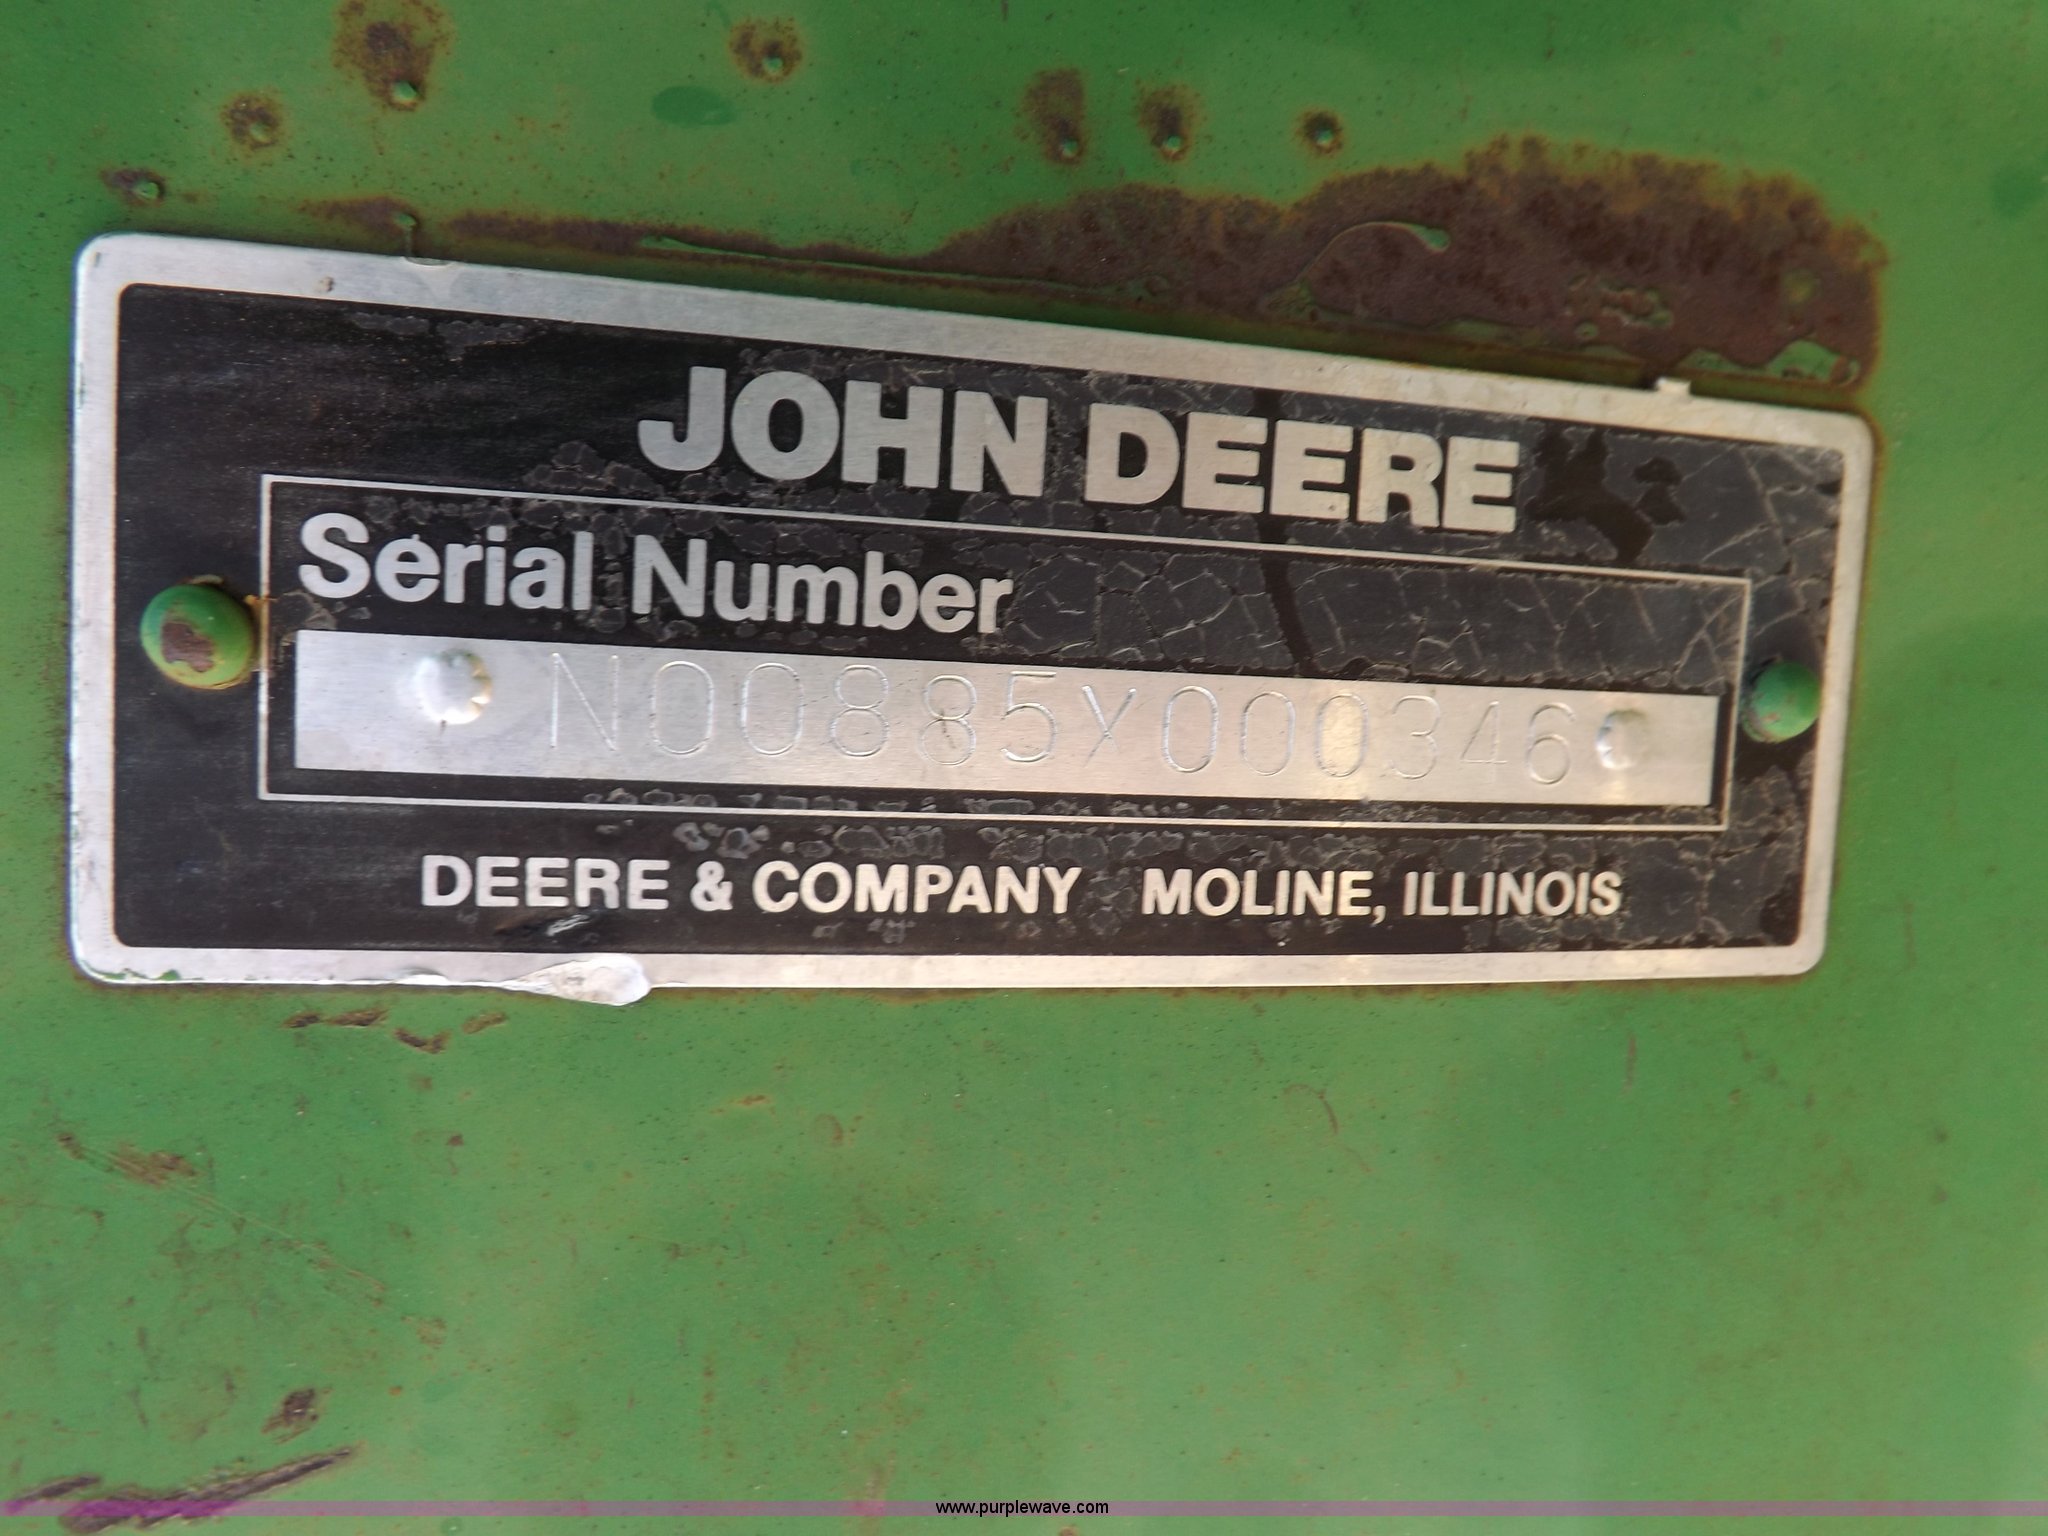 JOHN DEERE
Serial Number
N00885X000346
DEERE & COMPANY MOLINE, ILLINOIS
www.purplewave.com